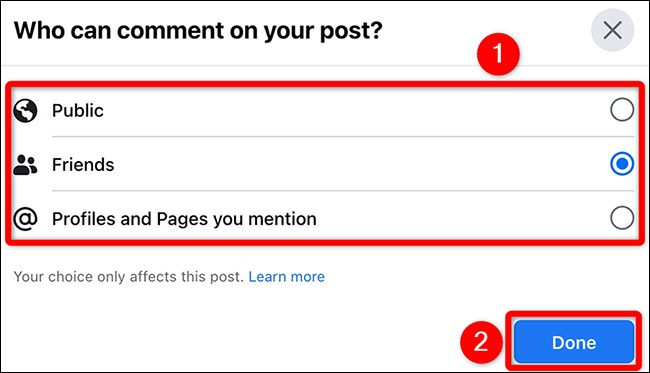 Who can comment on your post?
1
Public
Friends
@ Profiles and Pages you mention
Your choice only affects this post. Learn more
2 Done